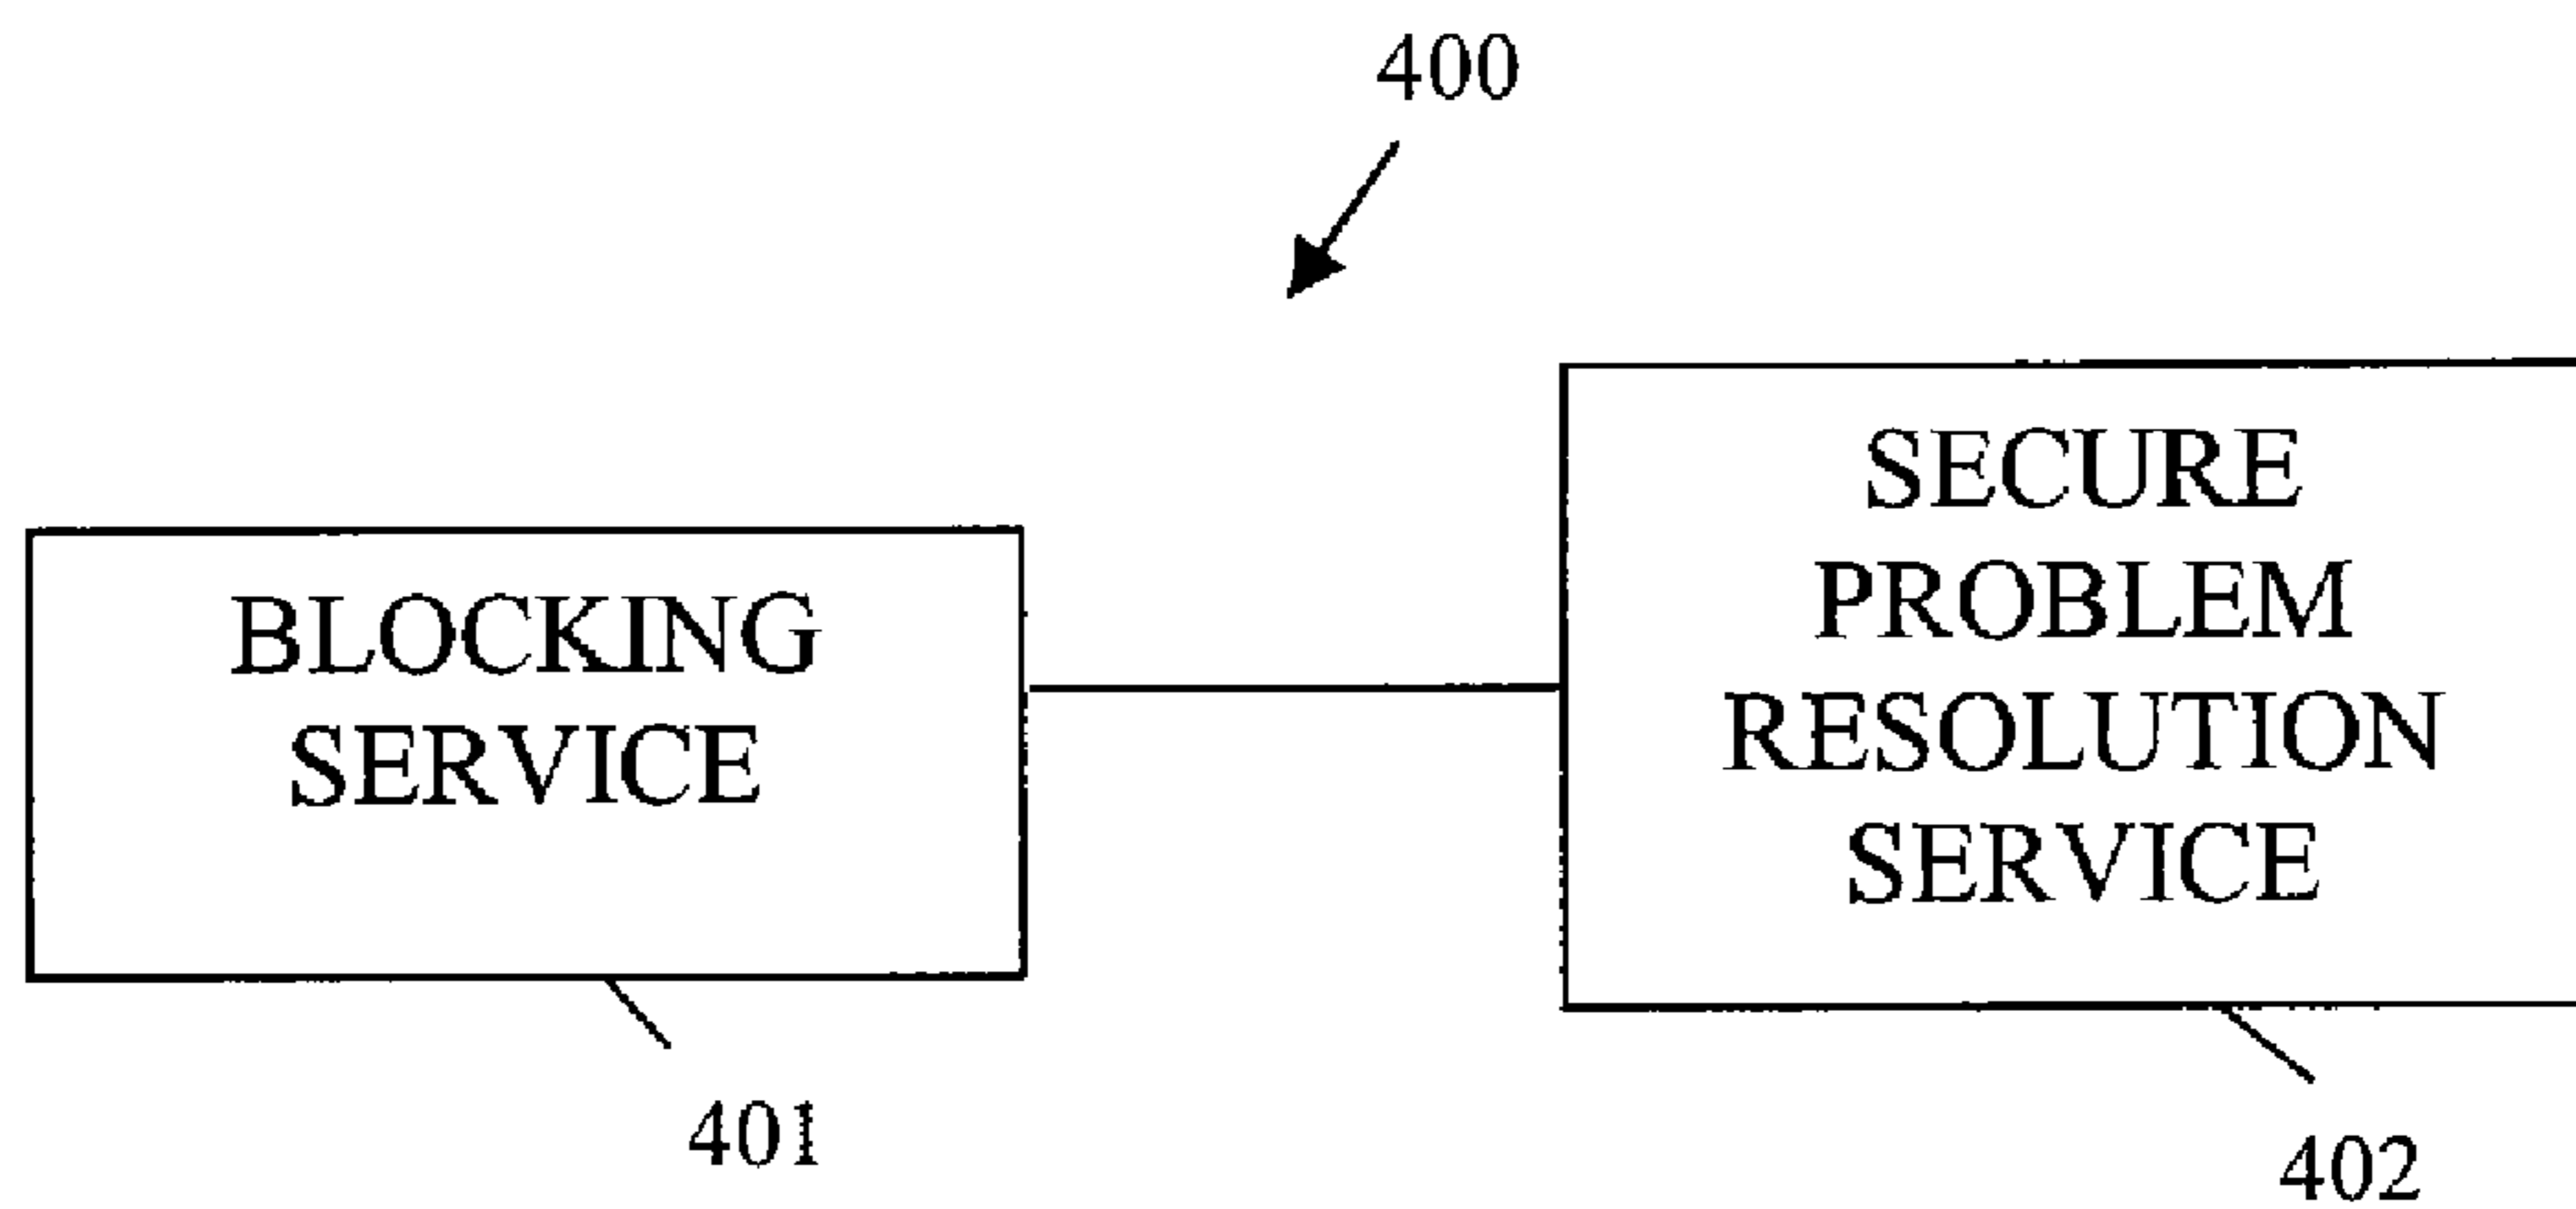 400
BLOCKING
SERVICE
401
SECURE
PROBLEM
RESOLUTION
SERVICE
402